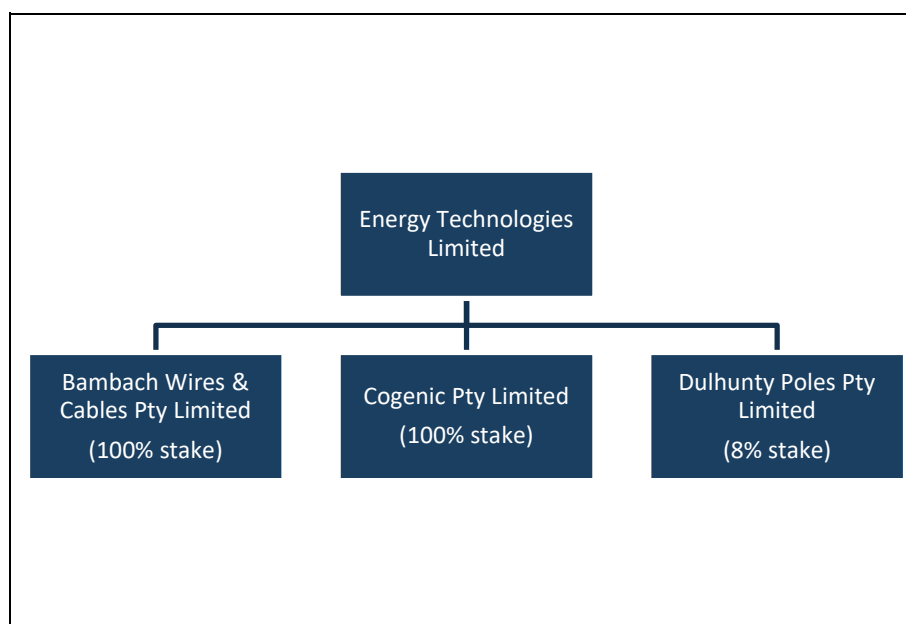 Energy Technologies
Limited
Bambach Wires &
Cables Pty Limited
(100% stake)
Cogenic Pty Limited
(100% stake)
Dulhunty Poles Pty
Limited
(8% stake)